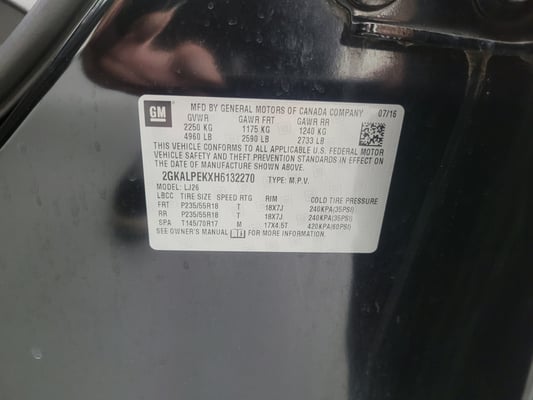 GM
MFD BY GENERAL MOTORS OF CANADA COMPANY 07/16
GVWR GAWR FRT GAWR RR
2250 KG 1175 KG 1240 KG
4960 LB 2590 LB 2733 LB
THIS VEHICLE CONFORMS TO ALL APPLICABLE U.S. FEDERAL MOTOR
VEHICLE SAFETY AND THEFT PREVENTION STANDARDS IN EFFECT ON
THE DATE OF MANUFACTURE SHOWN ABOVE.
2GKALPEKXH6132270 TYPE: M.P.V.
MODEL: LJ26
LBCC TIRE SIZE SPEED RTG RIM COLD TIRE PRESSURE
FRT P235/55R18 T 18X7J 240KPA(35PSI)
RR P235/55R18 T 18X7J 240KPA(35PSI)
SPA T145/70R17 M 17X4.5T 420KPA(60PSI)
SEE OWNER'S MANUAL FOR MORE INFORMATION.